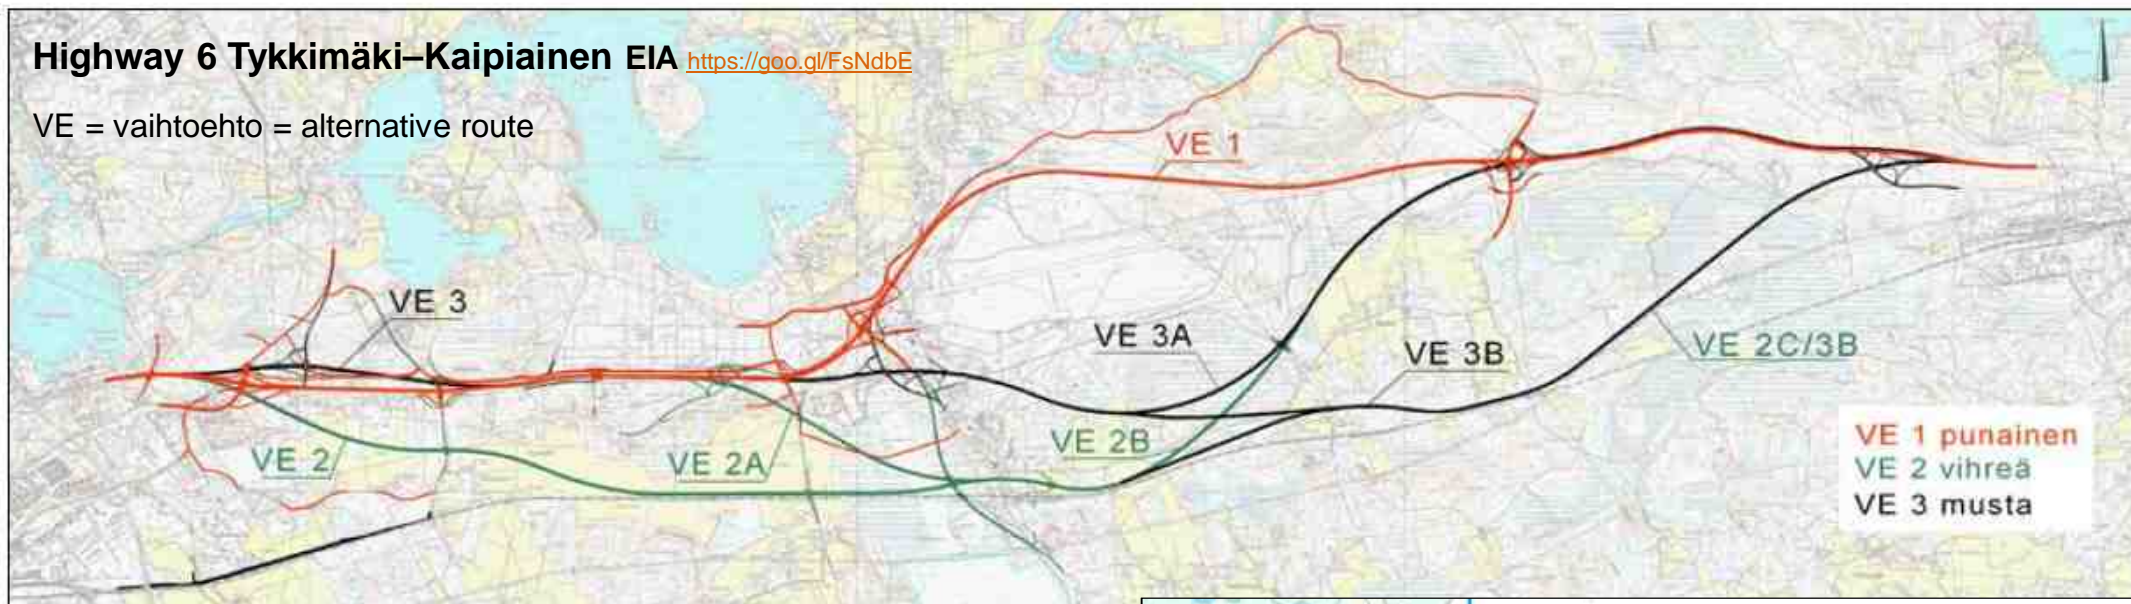 Highway 6 Tykkimäki–Kaipiainen EIA https://goo.gl/FsNdbE
VE = vaihtoehto = alternative route
VE 1
VE 3
VE 3A
VE 3B
VE 2C/3B
VE 2
VE 2A
VE 2B
VE 1 punainen
VE 2 vihreä
VE 3 musta